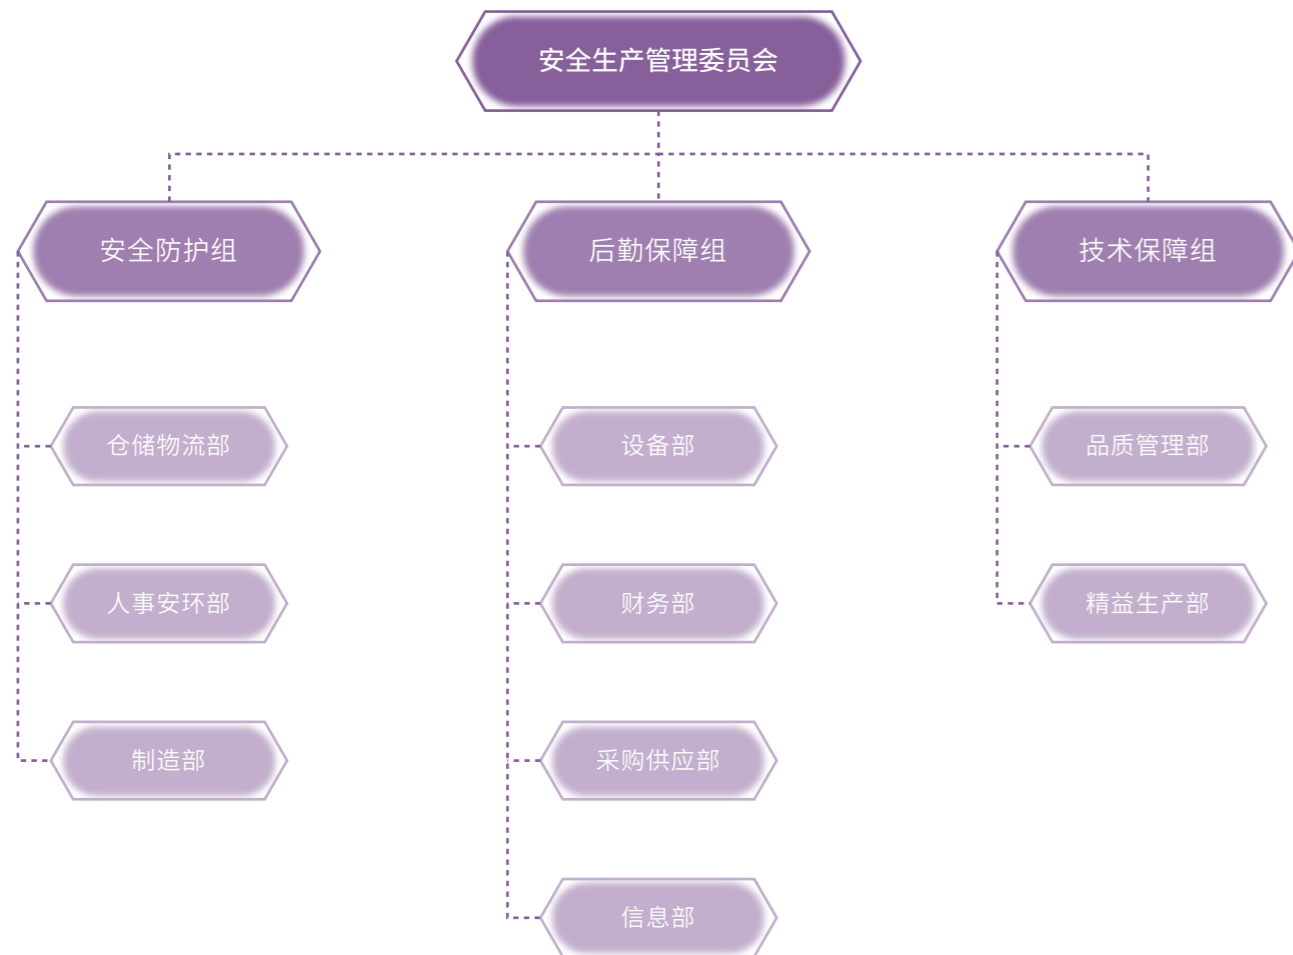 安全生产管理委员会
安全防护组
后勤保障组
技术保障组
仓储物流部
设备部
品质管理部
人事安环部
财务部
精益生产部
制造部
采购供应部
信息部